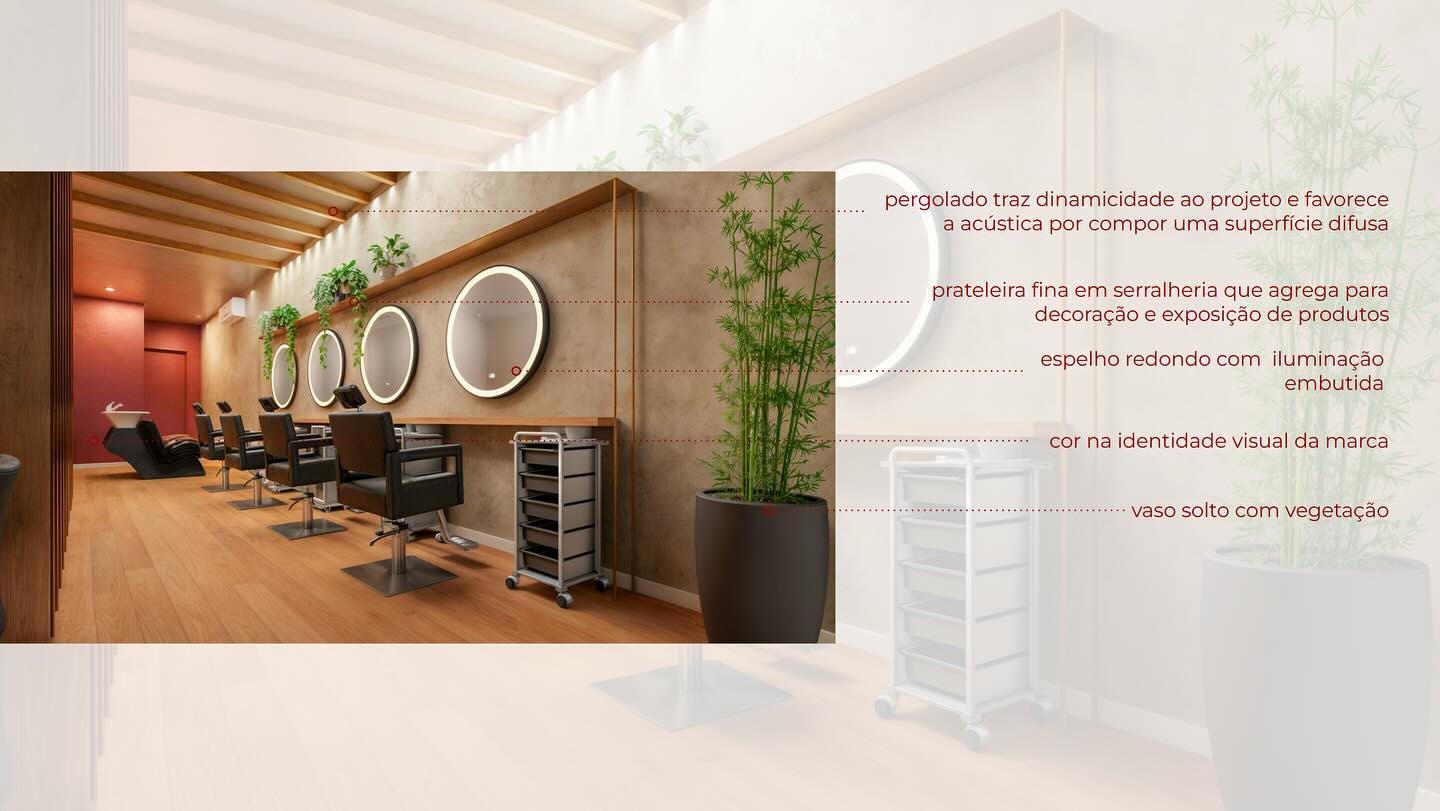 pergolado traz dinamicidade ao projeto e favorece
a acústica por compor uma superfície difusa
prateleira fina em serralheria que agrega para
decoração e exposição de produtos
espelho redondo com  iluminação
embutida
cor na identidade visual da marca
vaso solto com vegetação